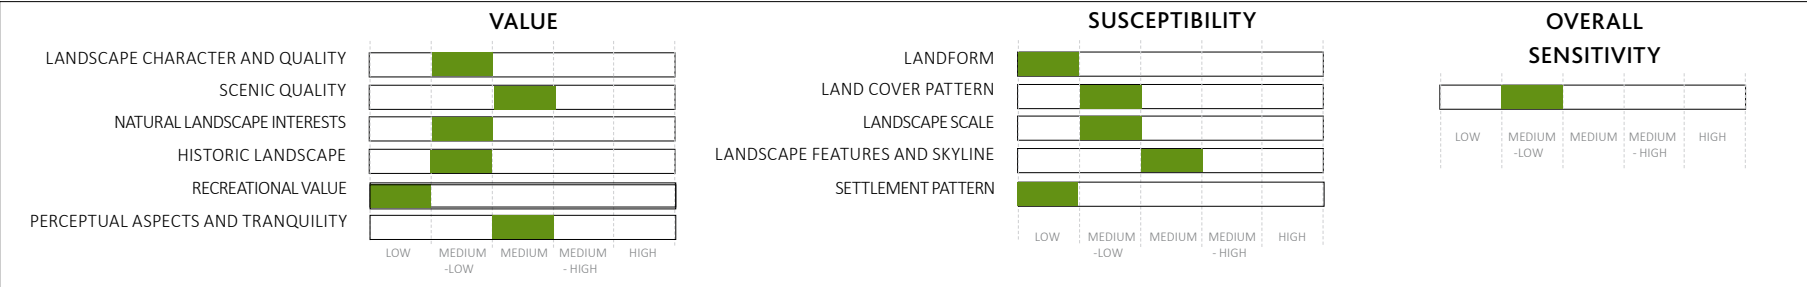 VALUE
LANDSCAPE CHARACTER AND QUALITY
SCENIC QUALITY
NATURAL LANDSCAPE INTERESTS
HISTORIC LANDSCAPE
RECREATIONAL VALUE
PERCEPTUAL ASPECTS AND TRANQUILITY
LOW
MEDIUM
-LOW
MEDIUM
MEDIUM
- HIGH
HIGH
SUSCEPTIBILITY
LANDFORM
LAND COVER PATTERN
LANDSCAPE SCALE
LANDSCAPE FEATURES AND SKYLINE
SETTLEMENT PATTERN
LOW
MEDIUM
-LOW
MEDIUM
MEDIUM
- HIGH
HIGH
OVERALL
SENSITIVITY
LOW
MEDIUM
-LOW
MEDIUM
MEDIUM
- HIGH
HIGH